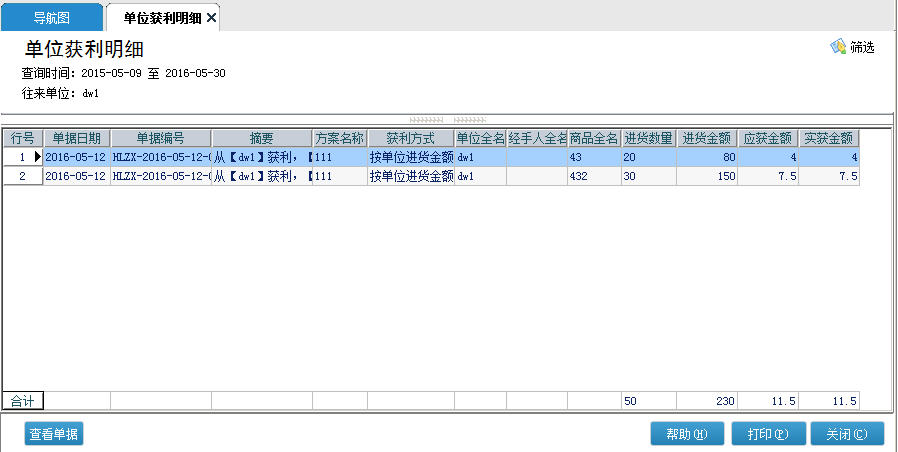 导航图 单位获利明细
单位获利明细
筛选
查询时间：2015-05-09 至 2016-05-30
往来单位：dw1
行号 单据日期 单据编号 摘要 方案名称 获利方式 单位全名 经手人全名 商品全名 进货数量 进货金额 应获金额 实获金额
1 2016-05-12 HLZX-2016-05-12-0 从【dw1】获利，【 111 按单位进货金额 dw1 43 20 80 4 4
2 2016-05-12 HLZX-2016-05-12-0 从【dw1】获利，【 111 按单位进货金额 dw1 432 30 150 7.5 7.5
合计 50 230 11.5 11.5
查看单据 帮助(H) 打印(P) 关闭(C)